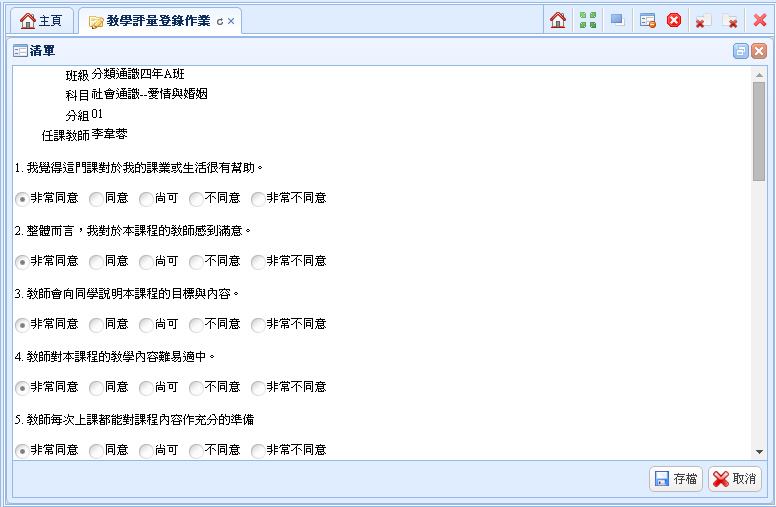 主頁 教學評量登錄作業
清單
班級 分類通識四年A班
科目 社會通識--愛情與婚姻
分組 01
任課教師 李韋蓉
1. 我覺得這門課對於我的課業或生活很有幫助。
非常同意 同意 尚可 不同意 非常不同意
2. 整體而言，我對於本課程的教師感到滿意。
非常同意 同意 尚可 不同意 非常不同意
3. 教師會向同學說明本課程的目標與內容。
非常同意 同意 尚可 不同意 非常不同意
4. 教師對本課程的教學內容難易適中。
非常同意 同意 尚可 不同意 非常不同意
5. 教師每次上課都能對課程內容作充分的準備
非常同意 同意 尚可 不同意 非常不同意
存檔 取消